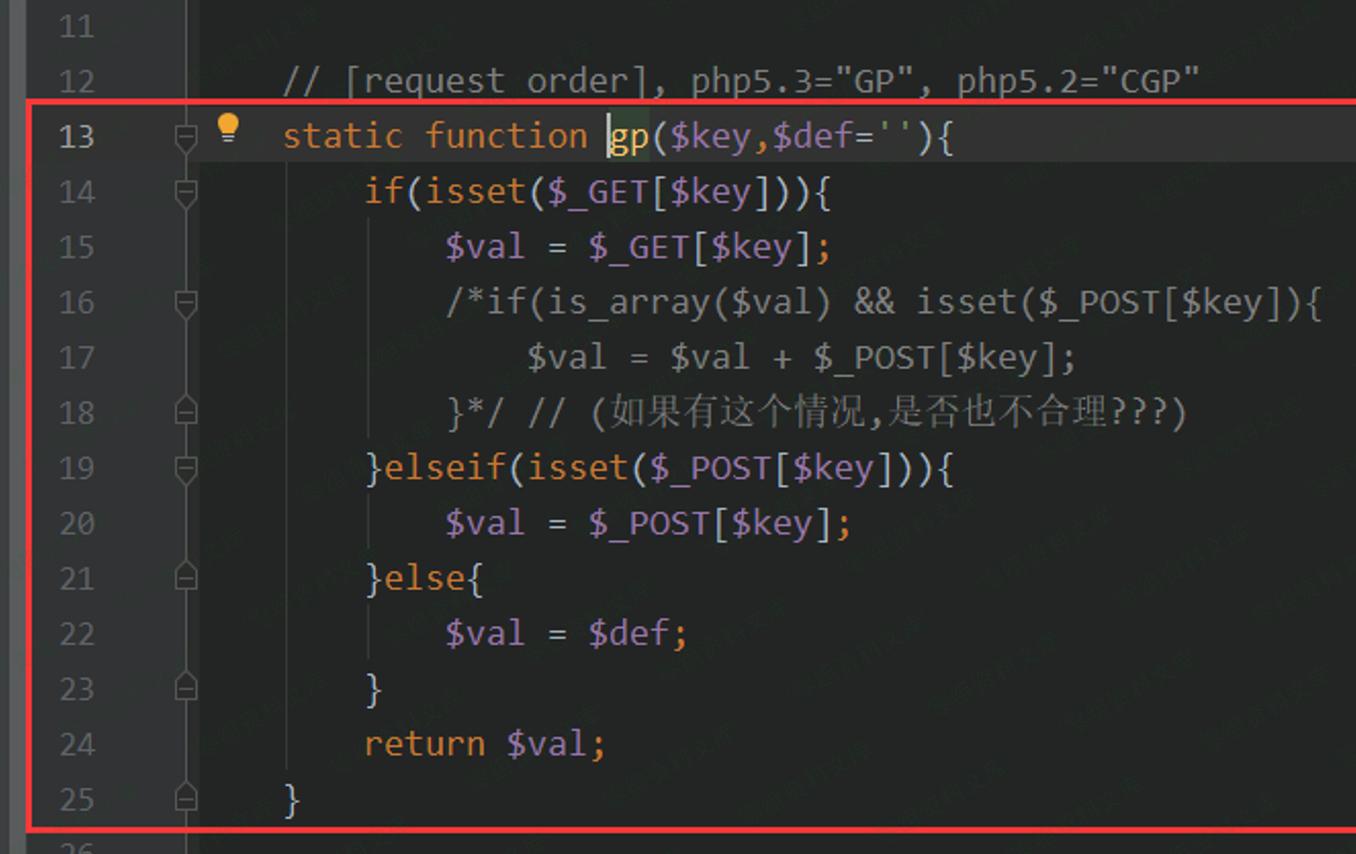 11
12 // [request order], php5.3="GP", php5.2="CGP"
13 static function gp($key,$def=''){
14 if(isset($_GET[$key])){
15 $val = $_GET[$key];
16 /*if(is_array($val) && isset($_POST[$key]){
17 $val = $val + $_POST[$key];
18 }*/ // (如果有这个情况,是否也不合理???)
19 }elseif(isset($_POST[$key])){
20 $val = $_POST[$key];
21 }else{
22 $val = $def;
23 }
24 return $val;
25 }
26